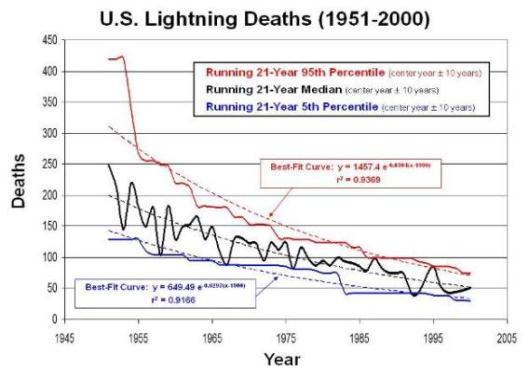 U.S. Lightning Deaths (1951-2000)
450
400
350
300
250
200
150
100
50
0
Deaths
Running 21-Year 95th Percentile (center year ± 10 years)
Running 21-Year Median (center year ± 10 years)
Running 21-Year 5th Percentile (center year ± 10 years)
Best-Fit Curve: y = 1457.4 e
r² = 0.9369
Best-Fit Curve: y = 649.49 e
r² = 0.9166
1945
1955
1965
1975
1985
1995
2005
Year